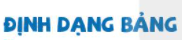 ĐỊNH DẠNG BẢNG